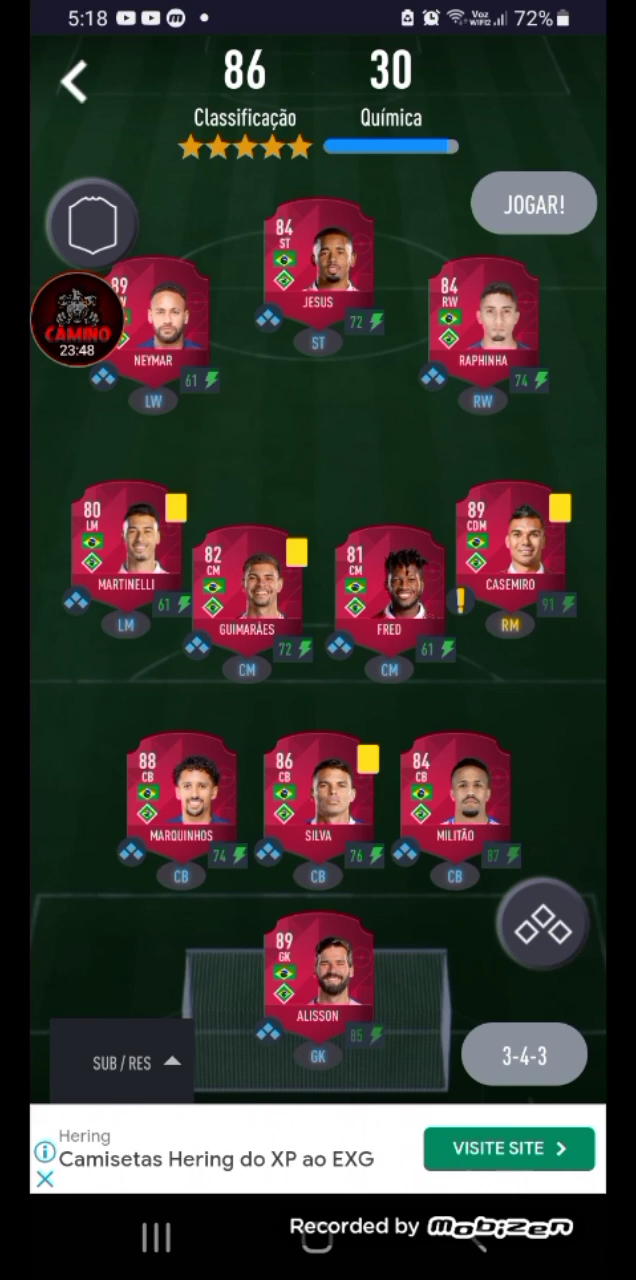 5:18
Voz
WIFI2
72%
86
30
Classificação
Química
JOGAR!
84
ST
JESUS
72
ST
89
NEYMAR
61
LW
84
RW
RAPHINHA
74
RW
CAMINO
23:48
80
LM
MARTINELLI
61
LM
82
CM
GUIMARÃES
72
CM
81
CM
FRED
61
CM
89
CDM
CASEMIRO
91
RM
88
CB
MARQUINHOS
74
CB
86
CB
SILVA
76
CB
84
CB
MILITÃO
87
CB
89
GK
ALISSON
85
GK
SUB / RES
3-4-3
Hering
Camisetas Hering do XP ao EXG
VISITE SITE
Recorded by Mobizen